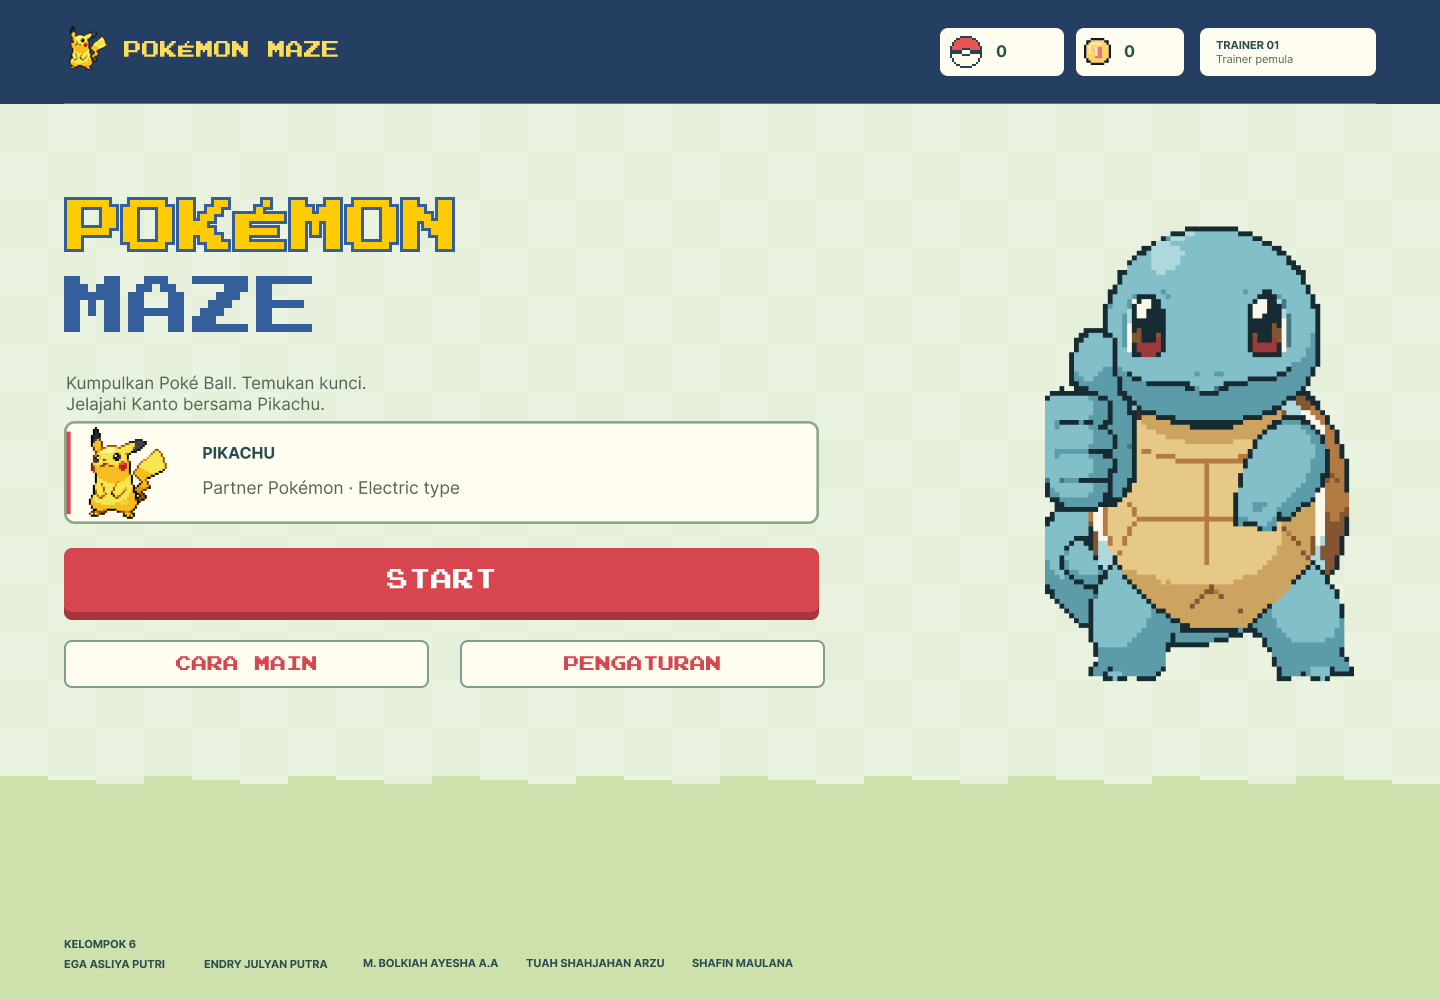 POKéMON MAZE
0
0
TRAINER 01
Trainer pemula
POKéMON
MAZE
Kumpulkan Poké Ball. Temukan kunci.
Jelajahi Kanto bersama Pikachu.
PIKACHU
Partner Pokémon · Electric type
START
CARA MAIN
PENGATURAN
KELOMPOK 6
EGA ASLIYA PUTRI
ENDRY JULYAN PUTRA
M. BOLKIAH AYESHA A.A
TUAH SHAHJAHAN ARZU
SHAFIN MAULANA